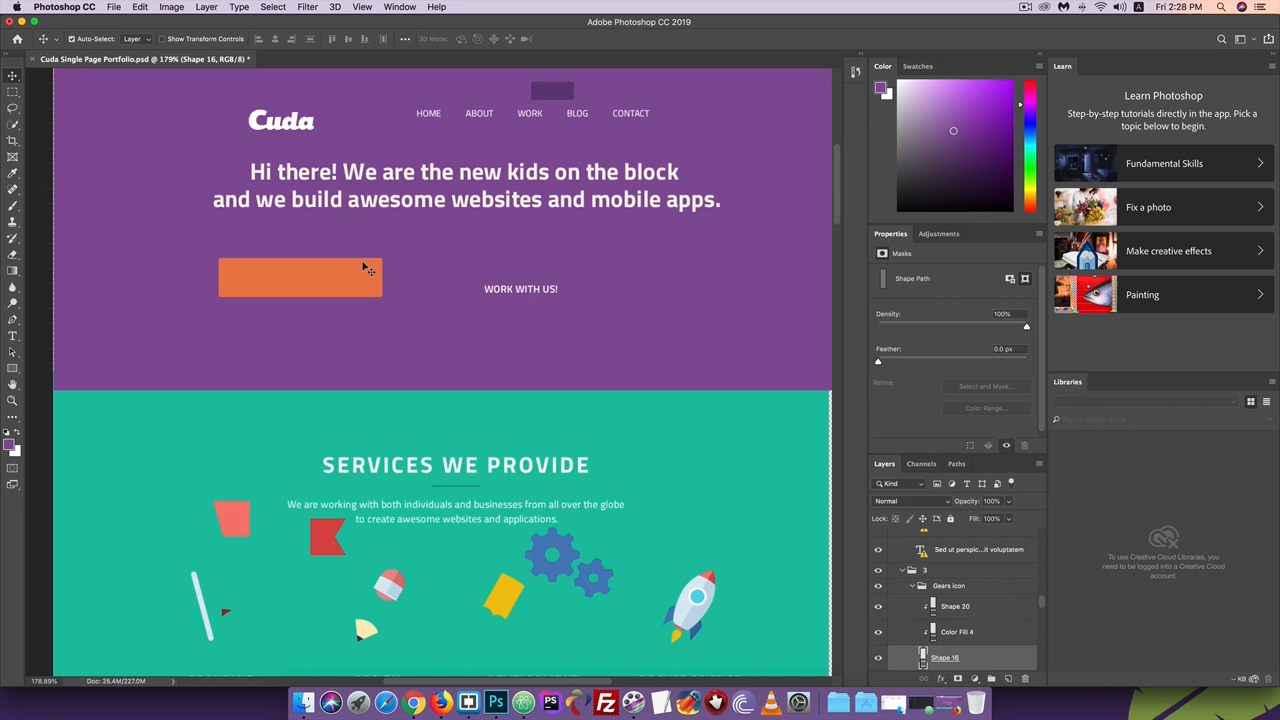 Photoshop CC File Edit Image Layer Type Select Filter 3D View Window Help Fri 2:28 PM
Adobe Photoshop CC 2019
Auto-Select: Layer Show Transform Controls 3D Mode:
Cuda Single Page Portfolio.psd @ 179% (Shape 16, RGB/8) *
Cuda
HOME ABOUT WORK BLOG CONTACT
Hi there! We are the new kids on the block
and we build awesome websites and mobile apps.
WORK WITH US!
SERVICES WE PROVIDE
We are working with both individuals and businesses from all over the globe
to create awesome websites and applications.
178.89% Doc: 25.4M/227.0M
Color Swatches
Properties Adjustments
Masks
Shape Path
Density: 100%
Feather: 0.0 px
Refine: Select and Mask...
Color Range...
Layers Channels Paths
Kind
Normal Opacity: 100%
Lock: Fill: 100%
Sed ut perspic...it voluptatem
3
Gears icon
Shape 20
Color Fill 4
Shape 16
Learn
Learn Photoshop
Step-by-step tutorials directly in the app. Pick a
topic below to begin.
Fundamental Skills
Fix a photo
Make creative effects
Painting
Libraries
Search Adobe Stock
To use Creative Cloud Libraries, you
need to be logged into a Creative Cloud
account.
-- KB